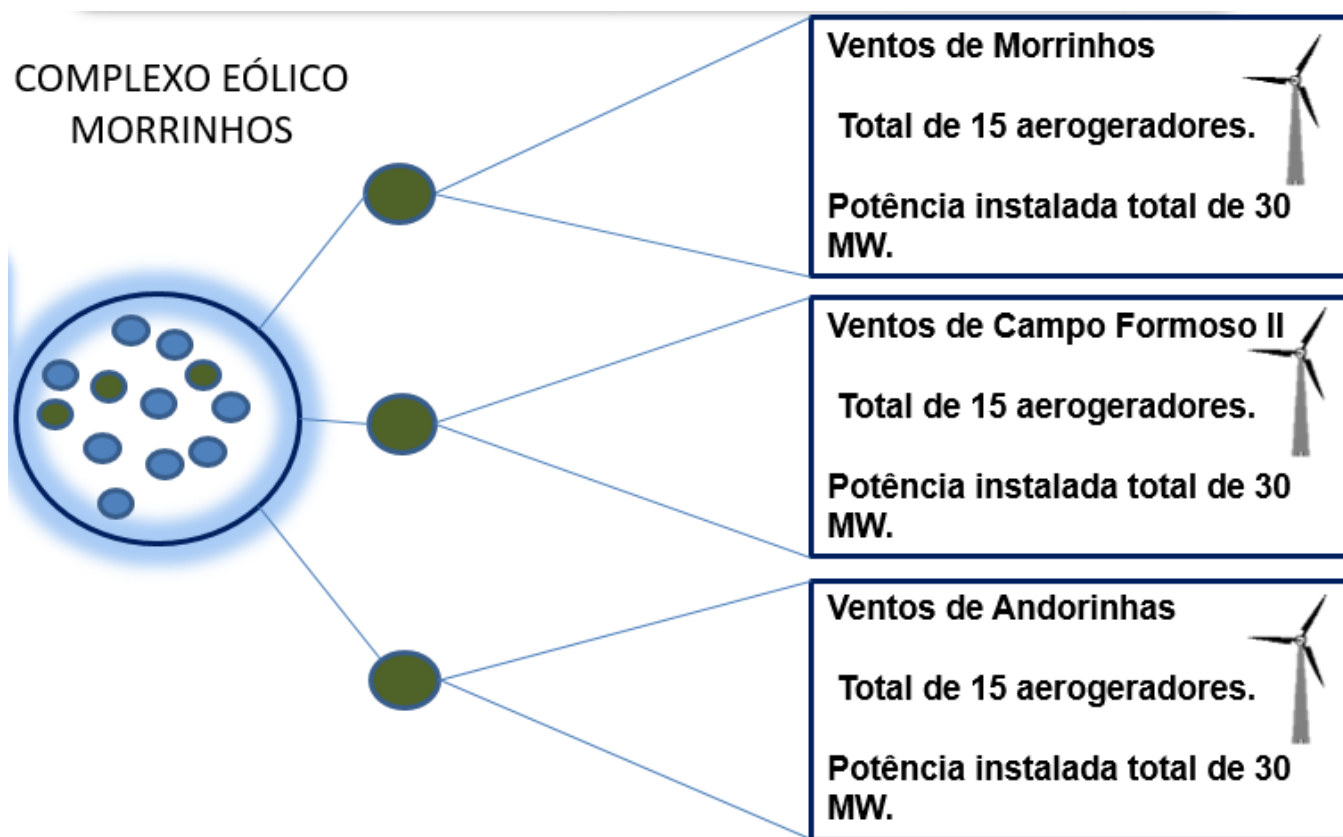 COMPLEXO EÓLICO
MORRINHOS
Ventos de Morrinhos
Total de 15 aerogeradores.
Potência instalada total de 30
MW.
Ventos de Campo Formoso II
Total de 15 aerogeradores.
Potência instalada total de 30
MW.
Ventos de Andorinhas
Total de 15 aerogeradores.
Potência instalada total de 30
MW.